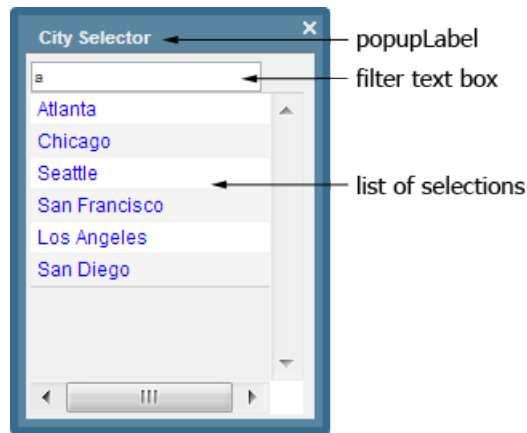 City Selector
popupLabel
a
filter text box
Atlanta
Chicago
Seattle
list of selections
San Francisco
Los Angeles
San Diego